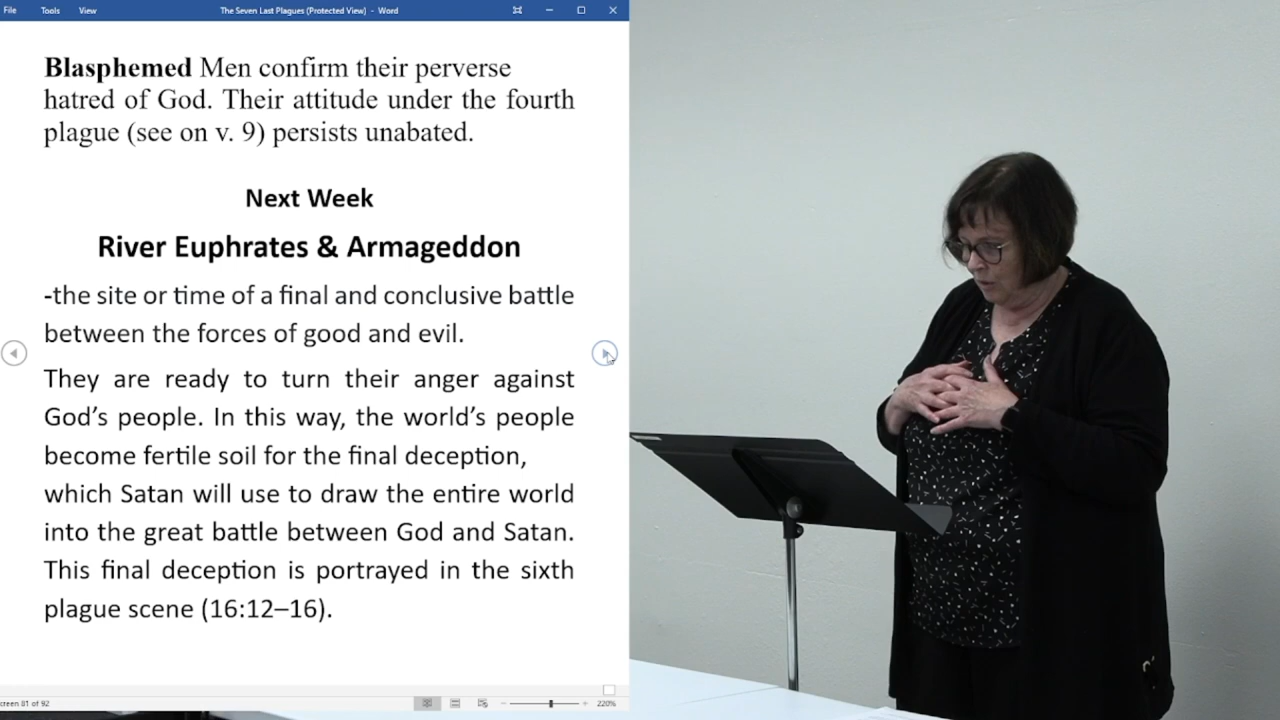 File Tools View The Seven Last Plagues (Protected View) - Word
Blasphemed Men confirm their perverse
hatred of God. Their attitude under the fourth
plague (see on v. 9) persists unabated.
Next Week
River Euphrates & Armageddon
-the site or time of a final and conclusive battle
between the forces of good and evil.
They are ready to turn their anger against
God’s people. In this way, the world’s people
become fertile soil for the final deception,
which Satan will use to draw the entire world
into the great battle between God and Satan.
This final deception is portrayed in the sixth
plague scene (16:12–16).
creen 81 of 92 220%